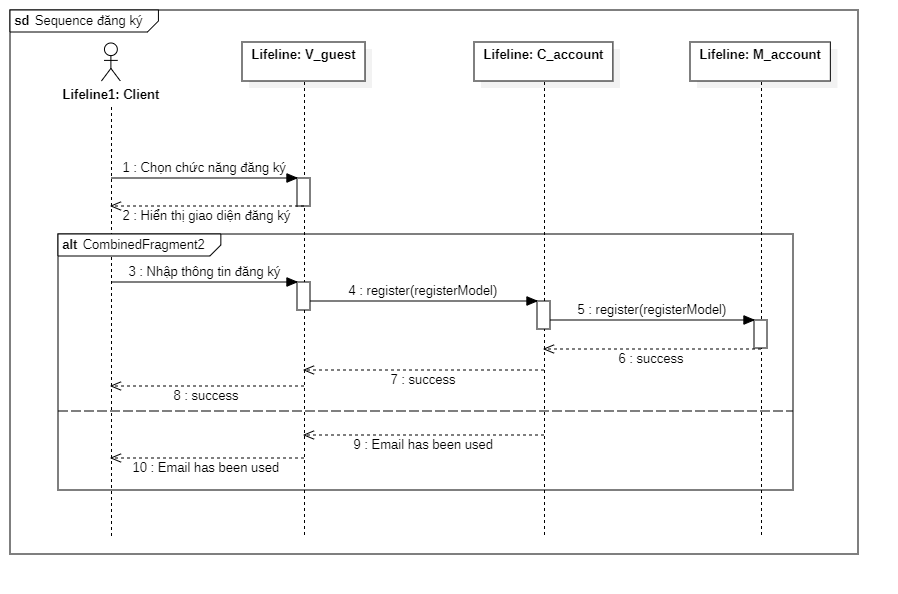 sd Sequence đăng ký
Lifeline: V_guest
Lifeline: C_account
Lifeline: M_account
Lifeline1: Client
1 : Chọn chức năng đăng ký
2 : Hiển thị giao diện đăng ký
alt CombinedFragment2
3 : Nhập thông tin đăng ký
4 : register(registerModel)
5 : register(registerModel)
6 : success
7 : success
8 : success
9 : Email has been used
10 : Email has been used